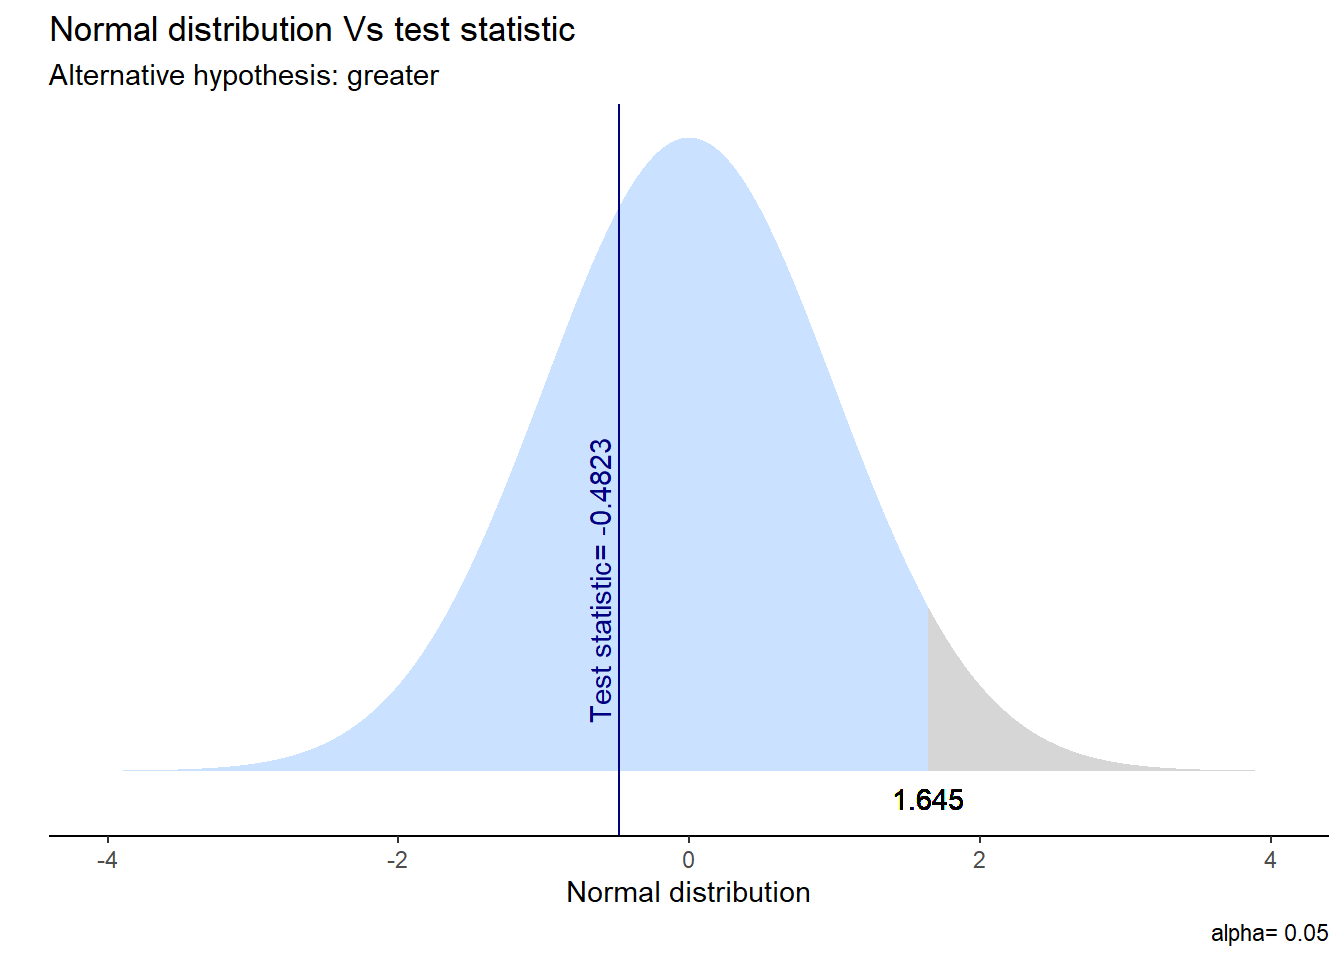 Normal distribution Vs test statistic
Alternative hypothesis: greater
Test statistic= -0.4823
1.645
-4 -2 0 2 4
Normal distribution
alpha= 0.05